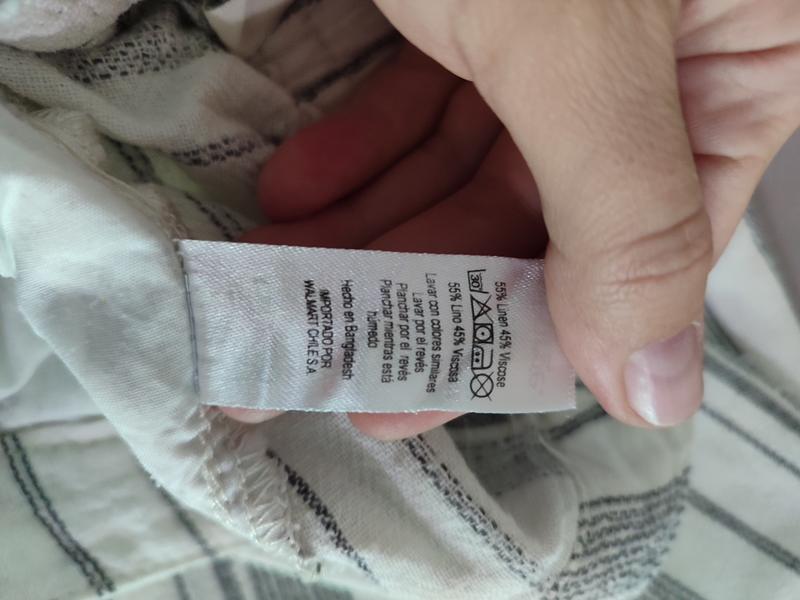 55% Linen 45% Viscose
30
55% Lino 45% Viscosa
Lavar con colores similares
Lavar por el revés
Planchar por el revés
Planchar mientras está
húmedo
Hecho en Bangladesh
IMPORTADO POR
WALMART CHILE S.A